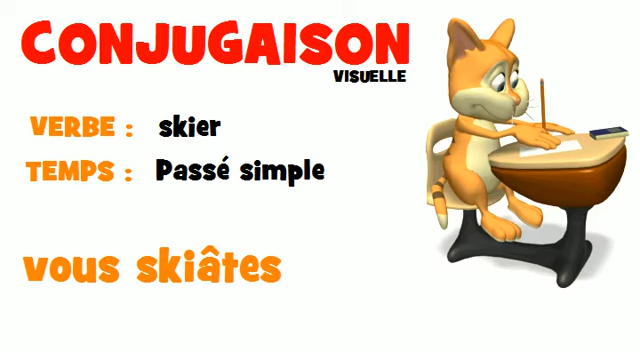 CONJUGAISON
VISUELLE
VERBE : skier
TEMPS : Passé simple
vous skiâtes